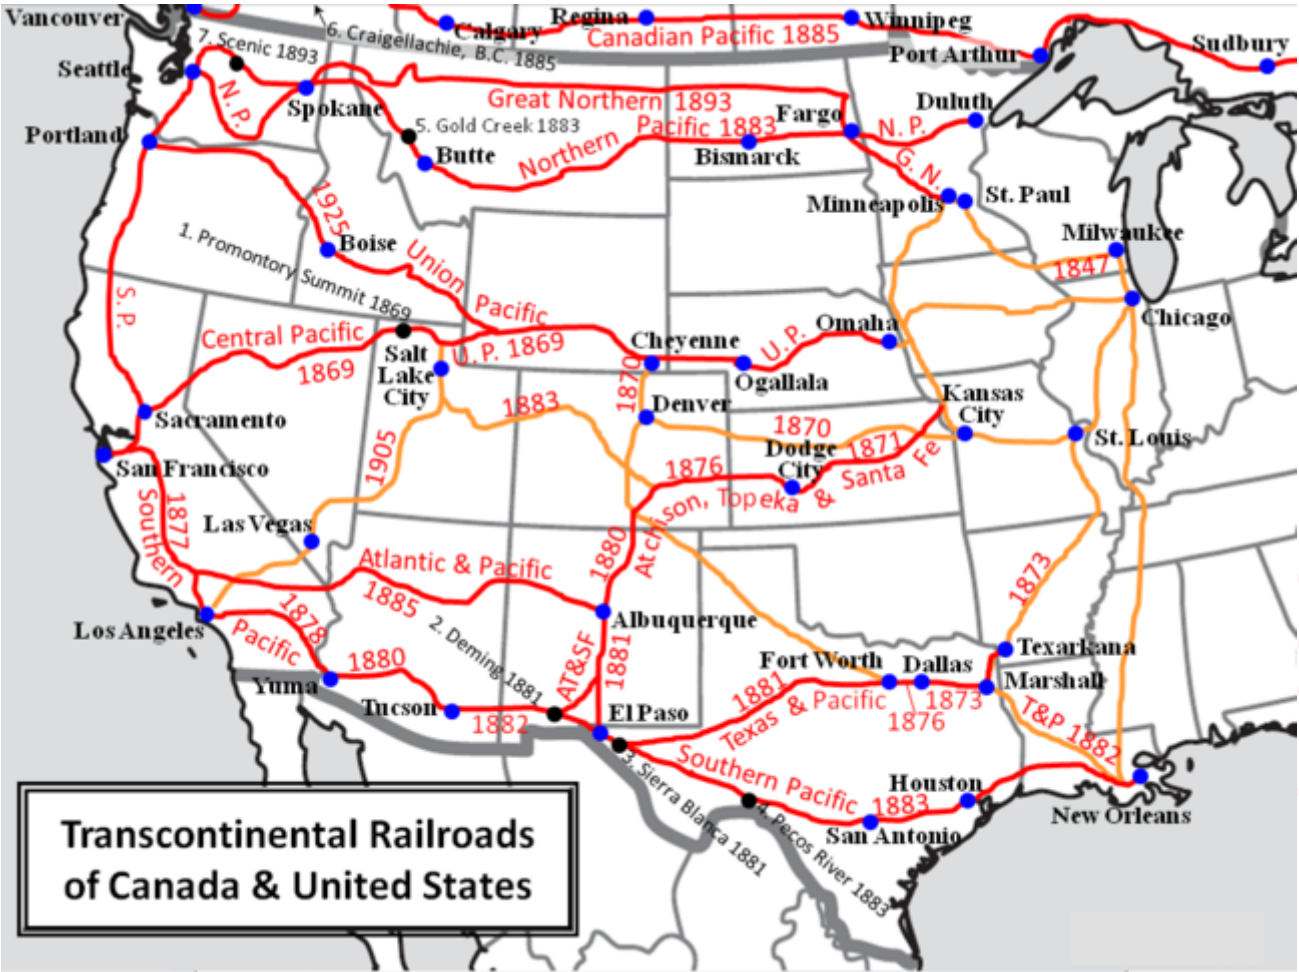 Vancouver
Calgary
Regina
Winnipeg
Canadian Pacific 1885
Port Arthur
Sudbury
7. Scenic 1893
6. Craigellachie, B.C. 1885
Seattle
N. P.
Spokane
Great Northern 1893
Fargo
Duluth
N. P.
Portland
5. Gold Creek 1883
Butte
Northern Pacific 1883
Bismarck
G. N.
Minneapolis
St. Paul
1925
Boise
Union Pacific
Milwaukee
1847
1. Promontory Summit 1869
S. P.
Central Pacific
1869
Salt
Lake
City
U.P. 1869
Cheyenne
U. P.
Omaha
Chicago
Ogallala
1870
Denver
1883
Kansas
City
1870
Sacramento
Dodge
City
1871
St. Louis
San Francisco
1905
1876
Atchison, Topeka & Santa Fe
Southern
1877
Las Vegas
1880
Atlantic & Pacific
1885
1873
Los Angeles
1878
Pacific
2. Deming 1881
Albuquerque
AT&SF
1881
Texarkana
Fort Worth
Dallas
Marshall
Yuma
1880
1881
Texas & Pacific
1873
1876
T&P 1882
Tucson
1882
El Paso
3. Sierra Blanca 1881
Southern Pacific
1883
Houston
New Orleans
San Antonio
4. Pecos River 1883
Transcontinental Railroads
of Canada & United States